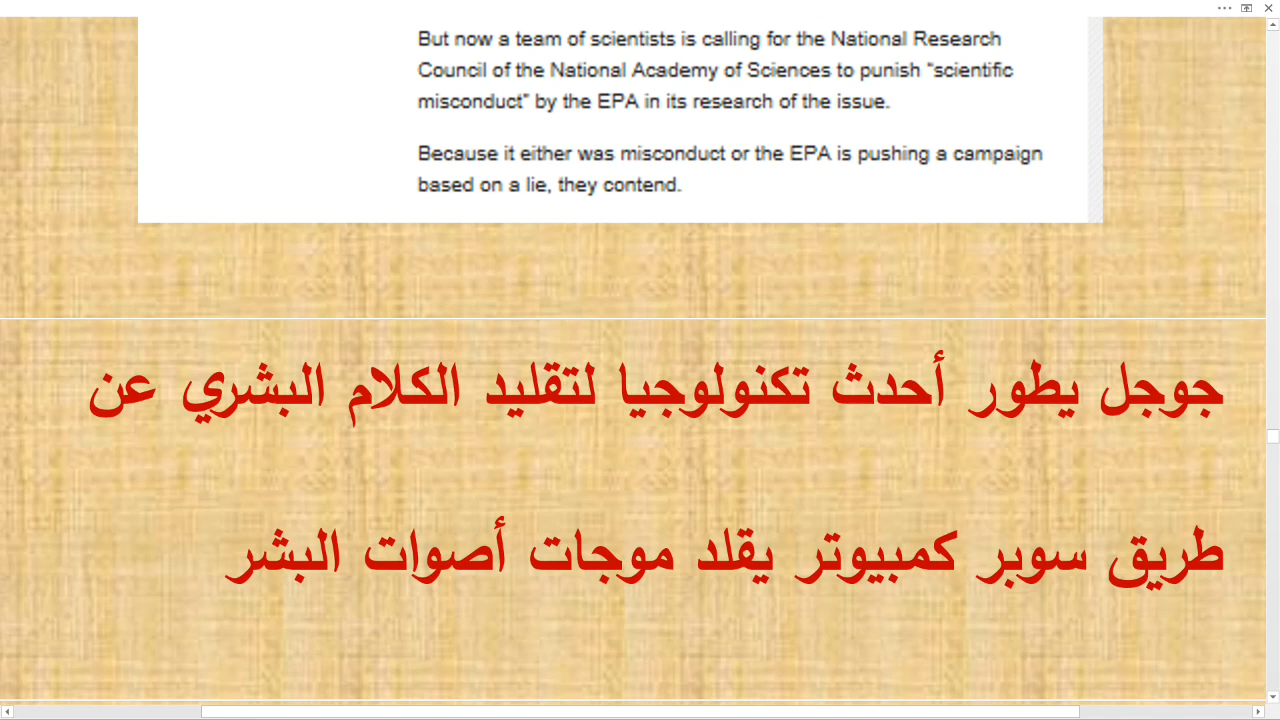 But now a team of scientists is calling for the National Research
Council of the National Academy of Sciences to punish “scientific
misconduct” by the EPA in its research of the issue.
Because it either was misconduct or the EPA is pushing a campaign
based on a lie, they contend.
جوجل يطور أحدث تكنولوجيا لتقليد الكلام البشري عن
طريق سوبر كمبيوتر يقلد موجات أصوات البشر